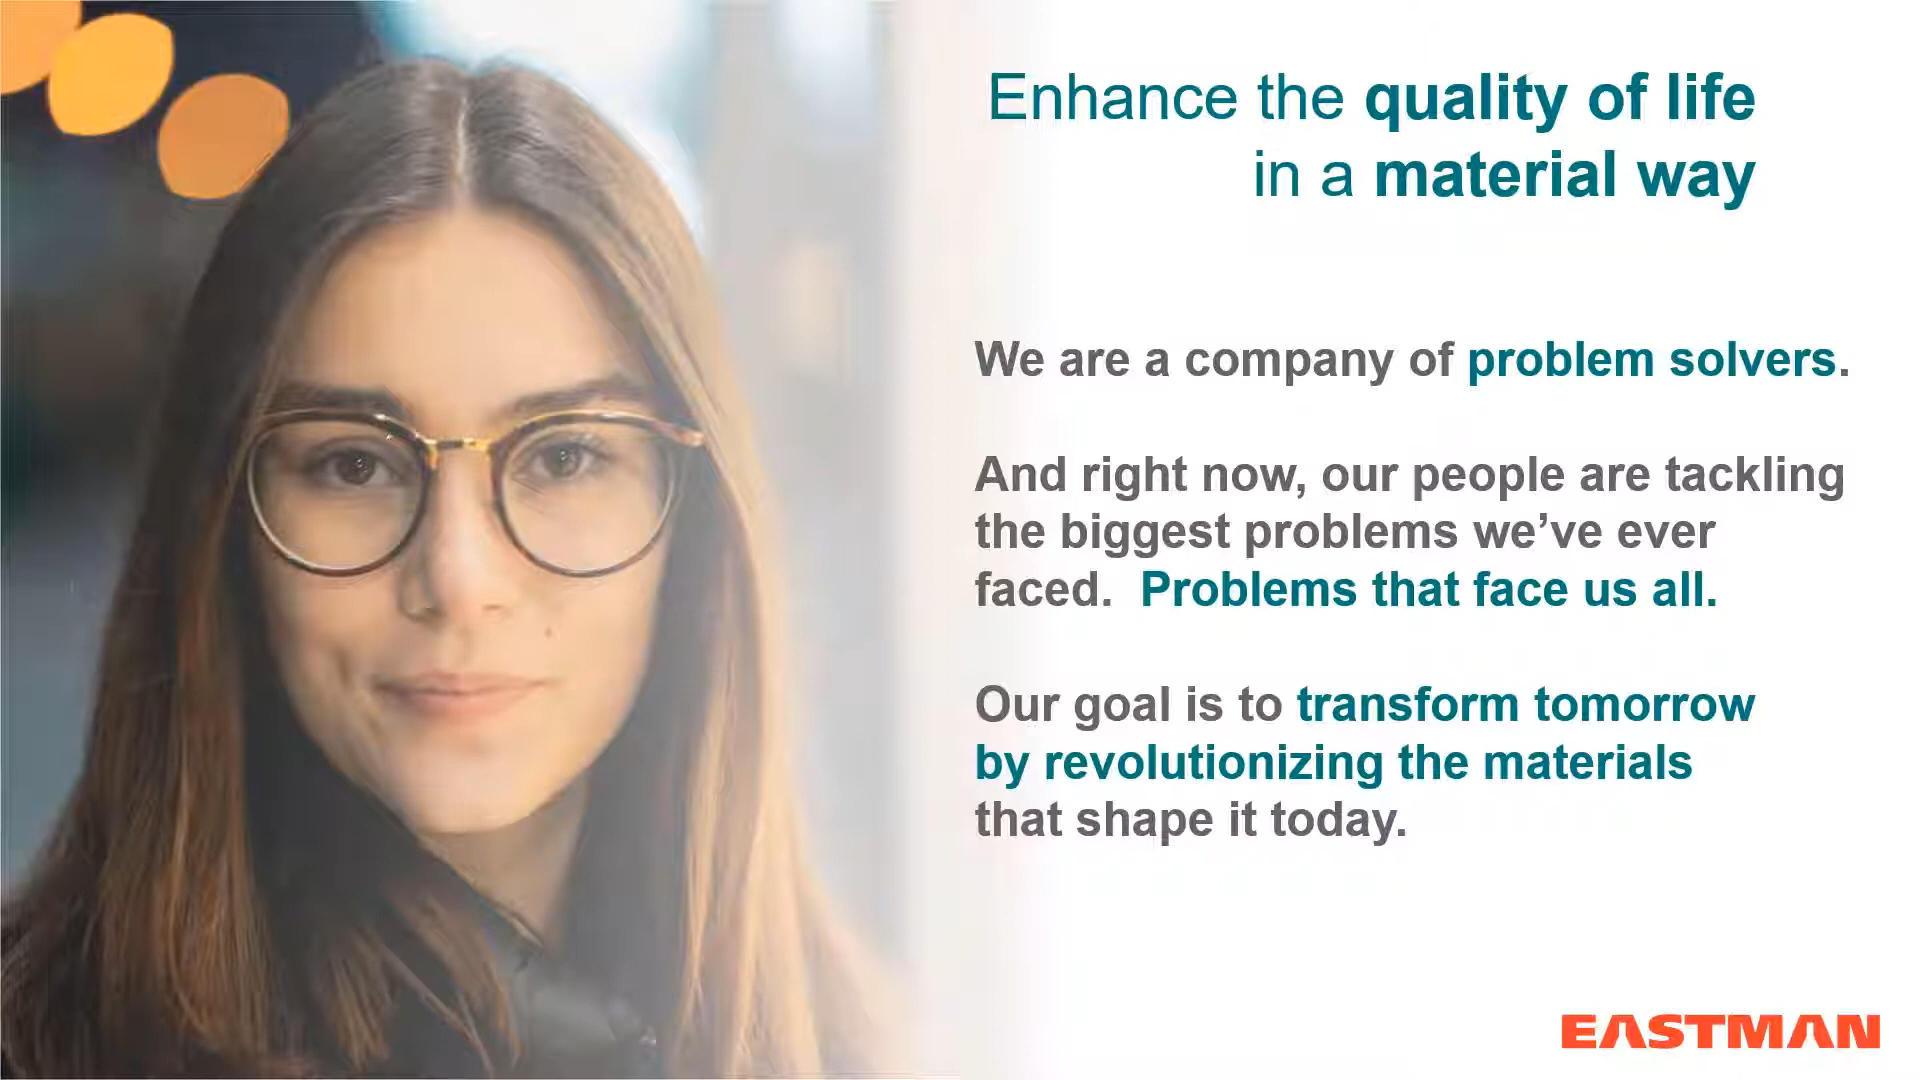 Enhance the quality of life
in a material way
We are a company of problem solvers.
And right now, our people are tackling
the biggest problems we’ve ever
faced.  Problems that face us all.
Our goal is to transform tomorrow
by revolutionizing the materials
that shape it today.
EASTMAN